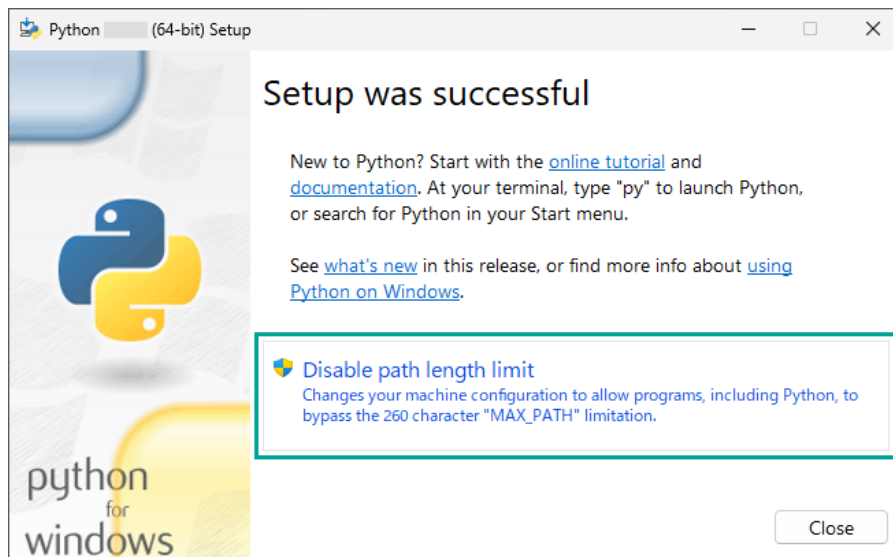 Python (64-bit) Setup
Setup was successful
New to Python? Start with the online tutorial and
documentation. At your terminal, type "py" to launch Python,
or search for Python in your Start menu.
See what's new in this release, or find more info about using
Python on Windows.
Disable path length limit
Changes your machine configuration to allow programs, including Python, to
bypass the 260 character "MAX_PATH" limitation.
python
for
windows
Close